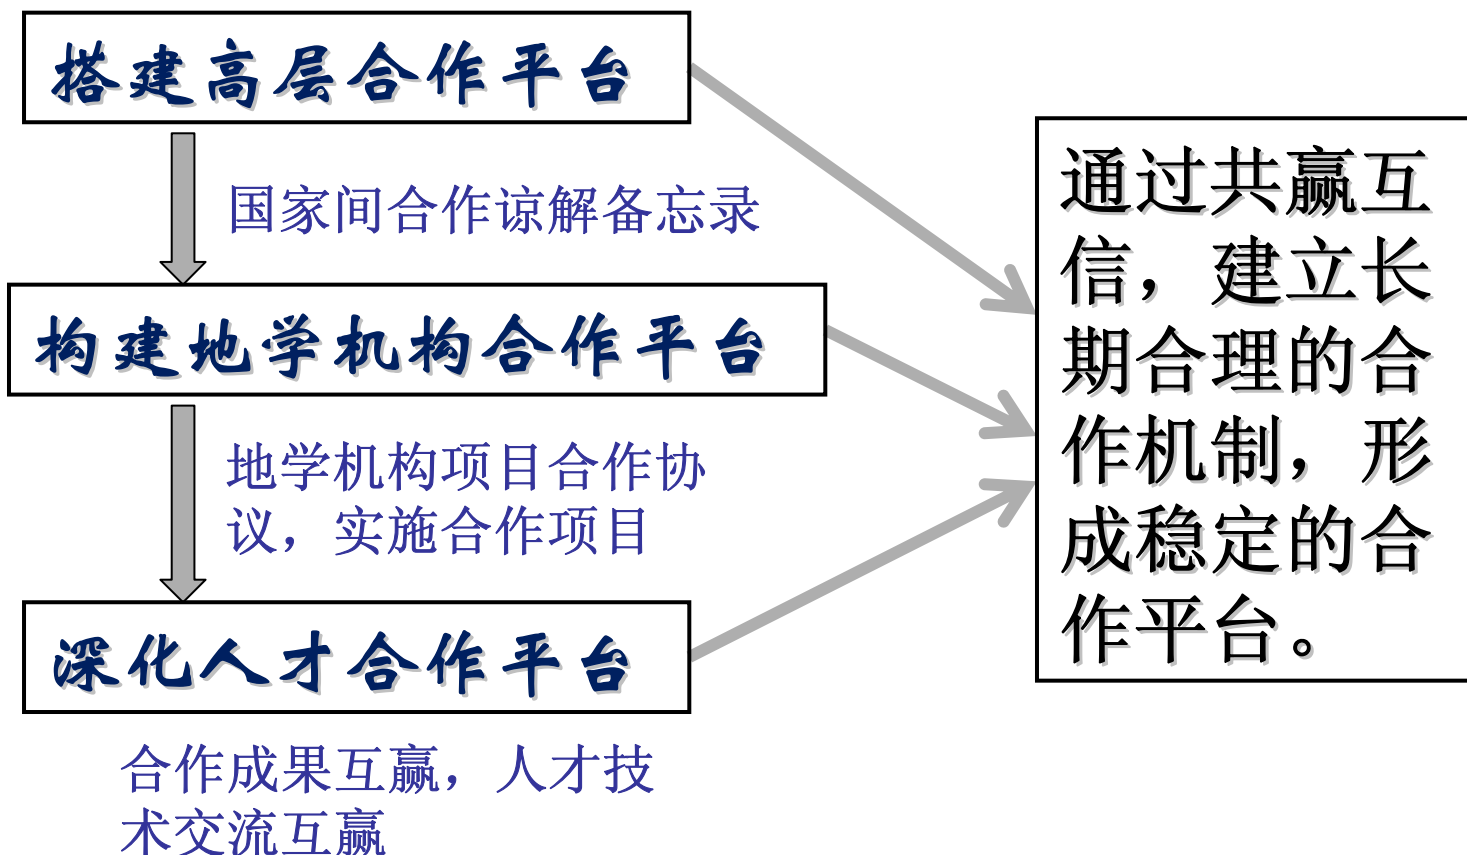 搭建高层合作平台
国家间合作谅解备忘录
构建地学机构合作平台
地学机构项目合作协
议，实施合作项目
深化人才合作平台
合作成果互赢，人才技
术交流互赢
通过共赢互
信，建立长
期合理的合
作机制，形
成稳定的合
作平台。